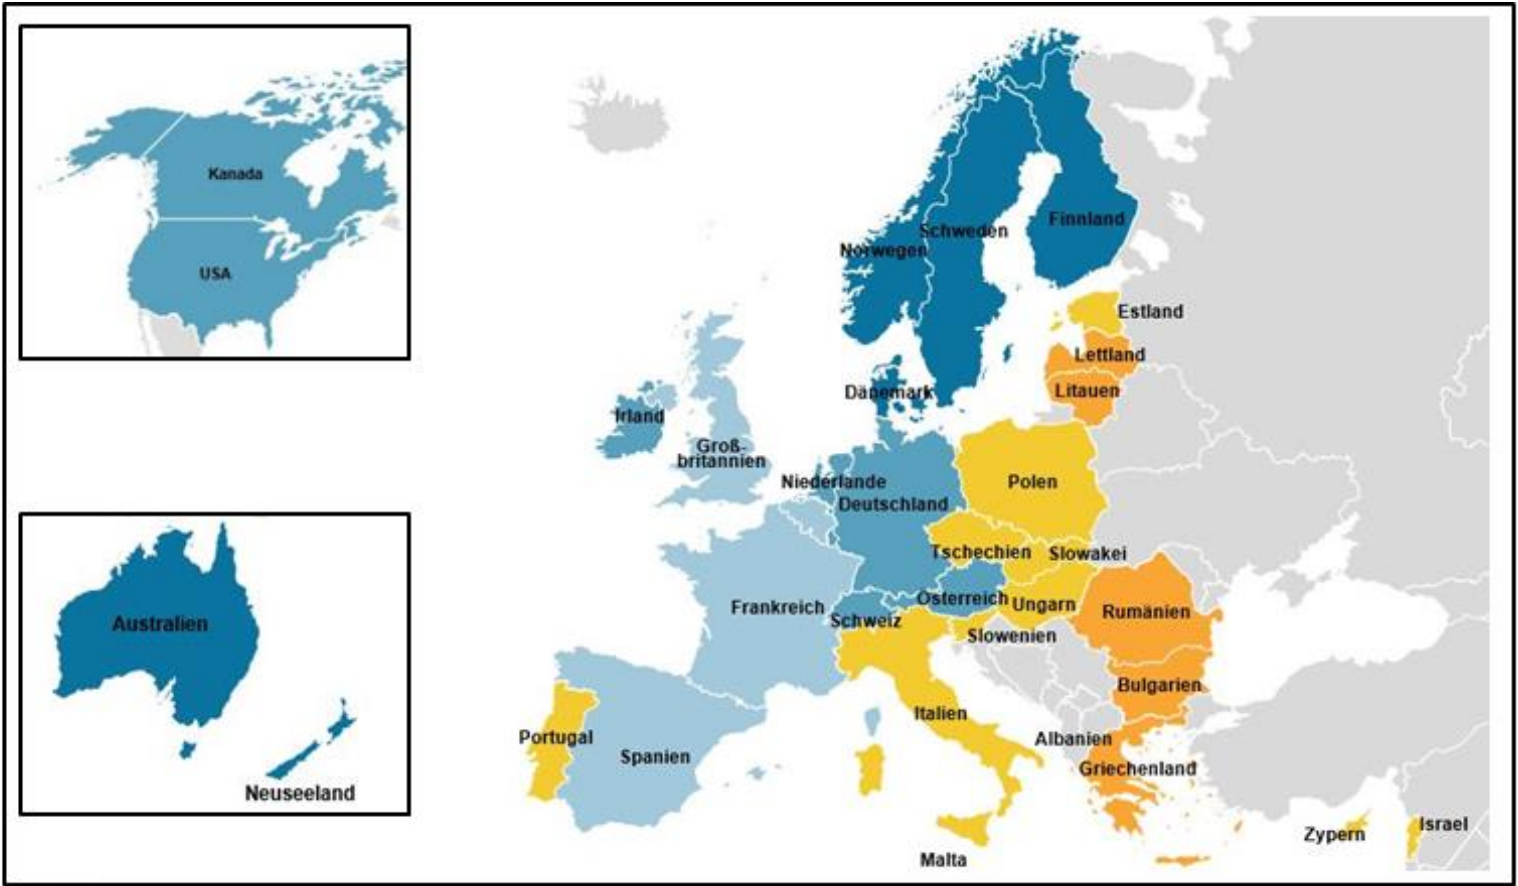 Kanada
USA
Australien
Neuseeland
Finnland
Schweden
Norwegen
Estland
Lettland
Litauen
Dänemark
Irland
Groß-
britannien
Niederlande
Deutschland
Polen
Tschechien
Slowakei
Österreich
Ungarn
Frankreich
Schweiz
Rumänien
Slowenien
Bulgarien
Italien
Portugal
Spanien
Albanien
Griechenland
Israel
Zypern
Malta